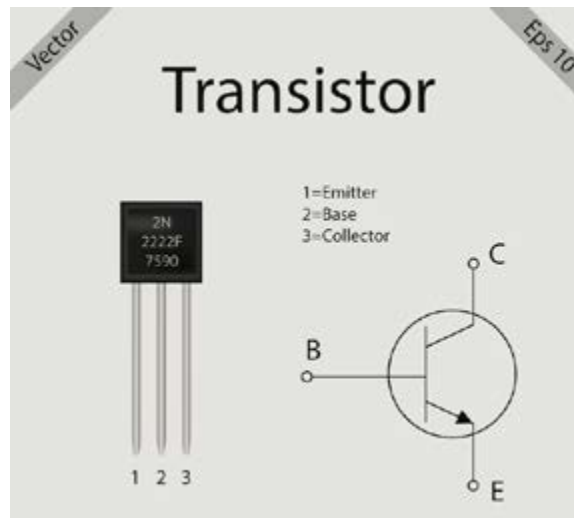 Vector
Eps 10
Transistor
1=Emitter
2=Base
3=Collector
2N
2222F
7590
C
B
E
1 2 3